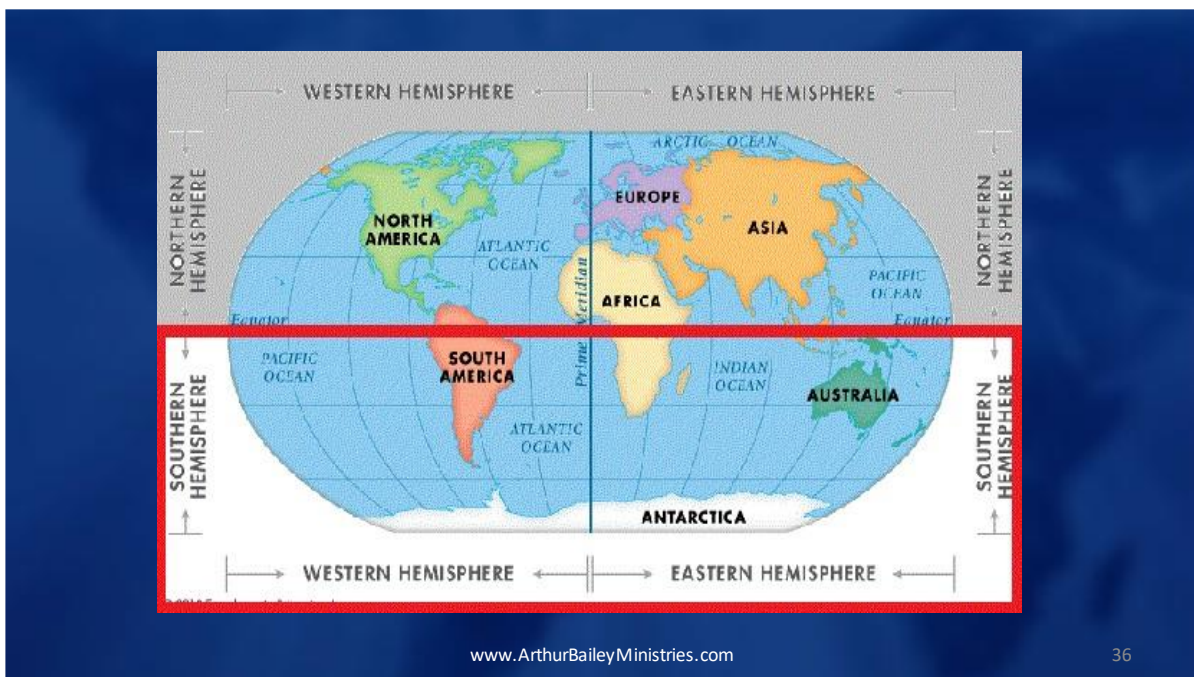 WESTERN HEMISPHERE
EASTERN HEMISPHERE
NORTHERN
HEMISPHERE
ARCTIC OCEAN
NORTH
AMERICA
ATLANTIC
OCEAN
EUROPE
ASIA
PACIFIC
OCEAN
AFRICA
Prime Meridian
Equator
Equator
NORTHERN
HEMISPHERE
SOUTHERN
HEMISPHERE
PACIFIC
OCEAN
SOUTH
AMERICA
ATLANTIC
OCEAN
INDIAN
OCEAN
AUSTRALIA
ANTARCTICA
SOUTHERN
HEMISPHERE
WESTERN HEMISPHERE
EASTERN HEMISPHERE
www.ArthurBaileyMinistries.com
36